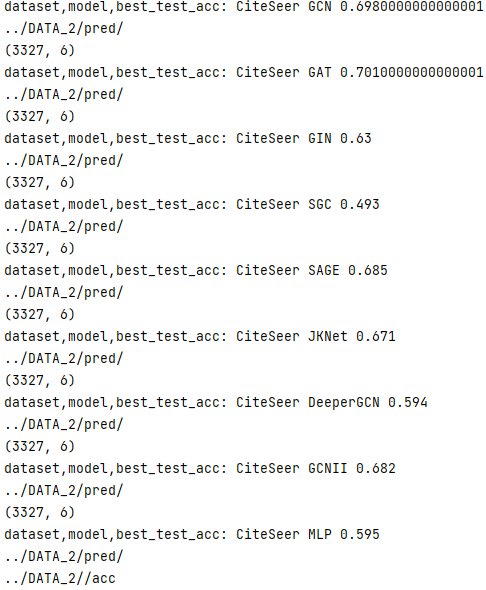 dataset,model,best_test_acc: CiteSeer GCN 0.6980000000000001
../DATA_2/pred/
(3327, 6)
dataset,model,best_test_acc: CiteSeer GAT 0.7010000000000001
../DATA_2/pred/
(3327, 6)
dataset,model,best_test_acc: CiteSeer GIN 0.63
../DATA_2/pred/
(3327, 6)
dataset,model,best_test_acc: CiteSeer SGC 0.493
../DATA_2/pred/
(3327, 6)
dataset,model,best_test_acc: CiteSeer SAGE 0.685
../DATA_2/pred/
(3327, 6)
dataset,model,best_test_acc: CiteSeer JKNet 0.671
../DATA_2/pred/
(3327, 6)
dataset,model,best_test_acc: CiteSeer DeeperGCN 0.594
../DATA_2/pred/
(3327, 6)
dataset,model,best_test_acc: CiteSeer GCNII 0.682
../DATA_2/pred/
(3327, 6)
dataset,model,best_test_acc: CiteSeer MLP 0.595
../DATA_2/pred/
../DATA_2//acc